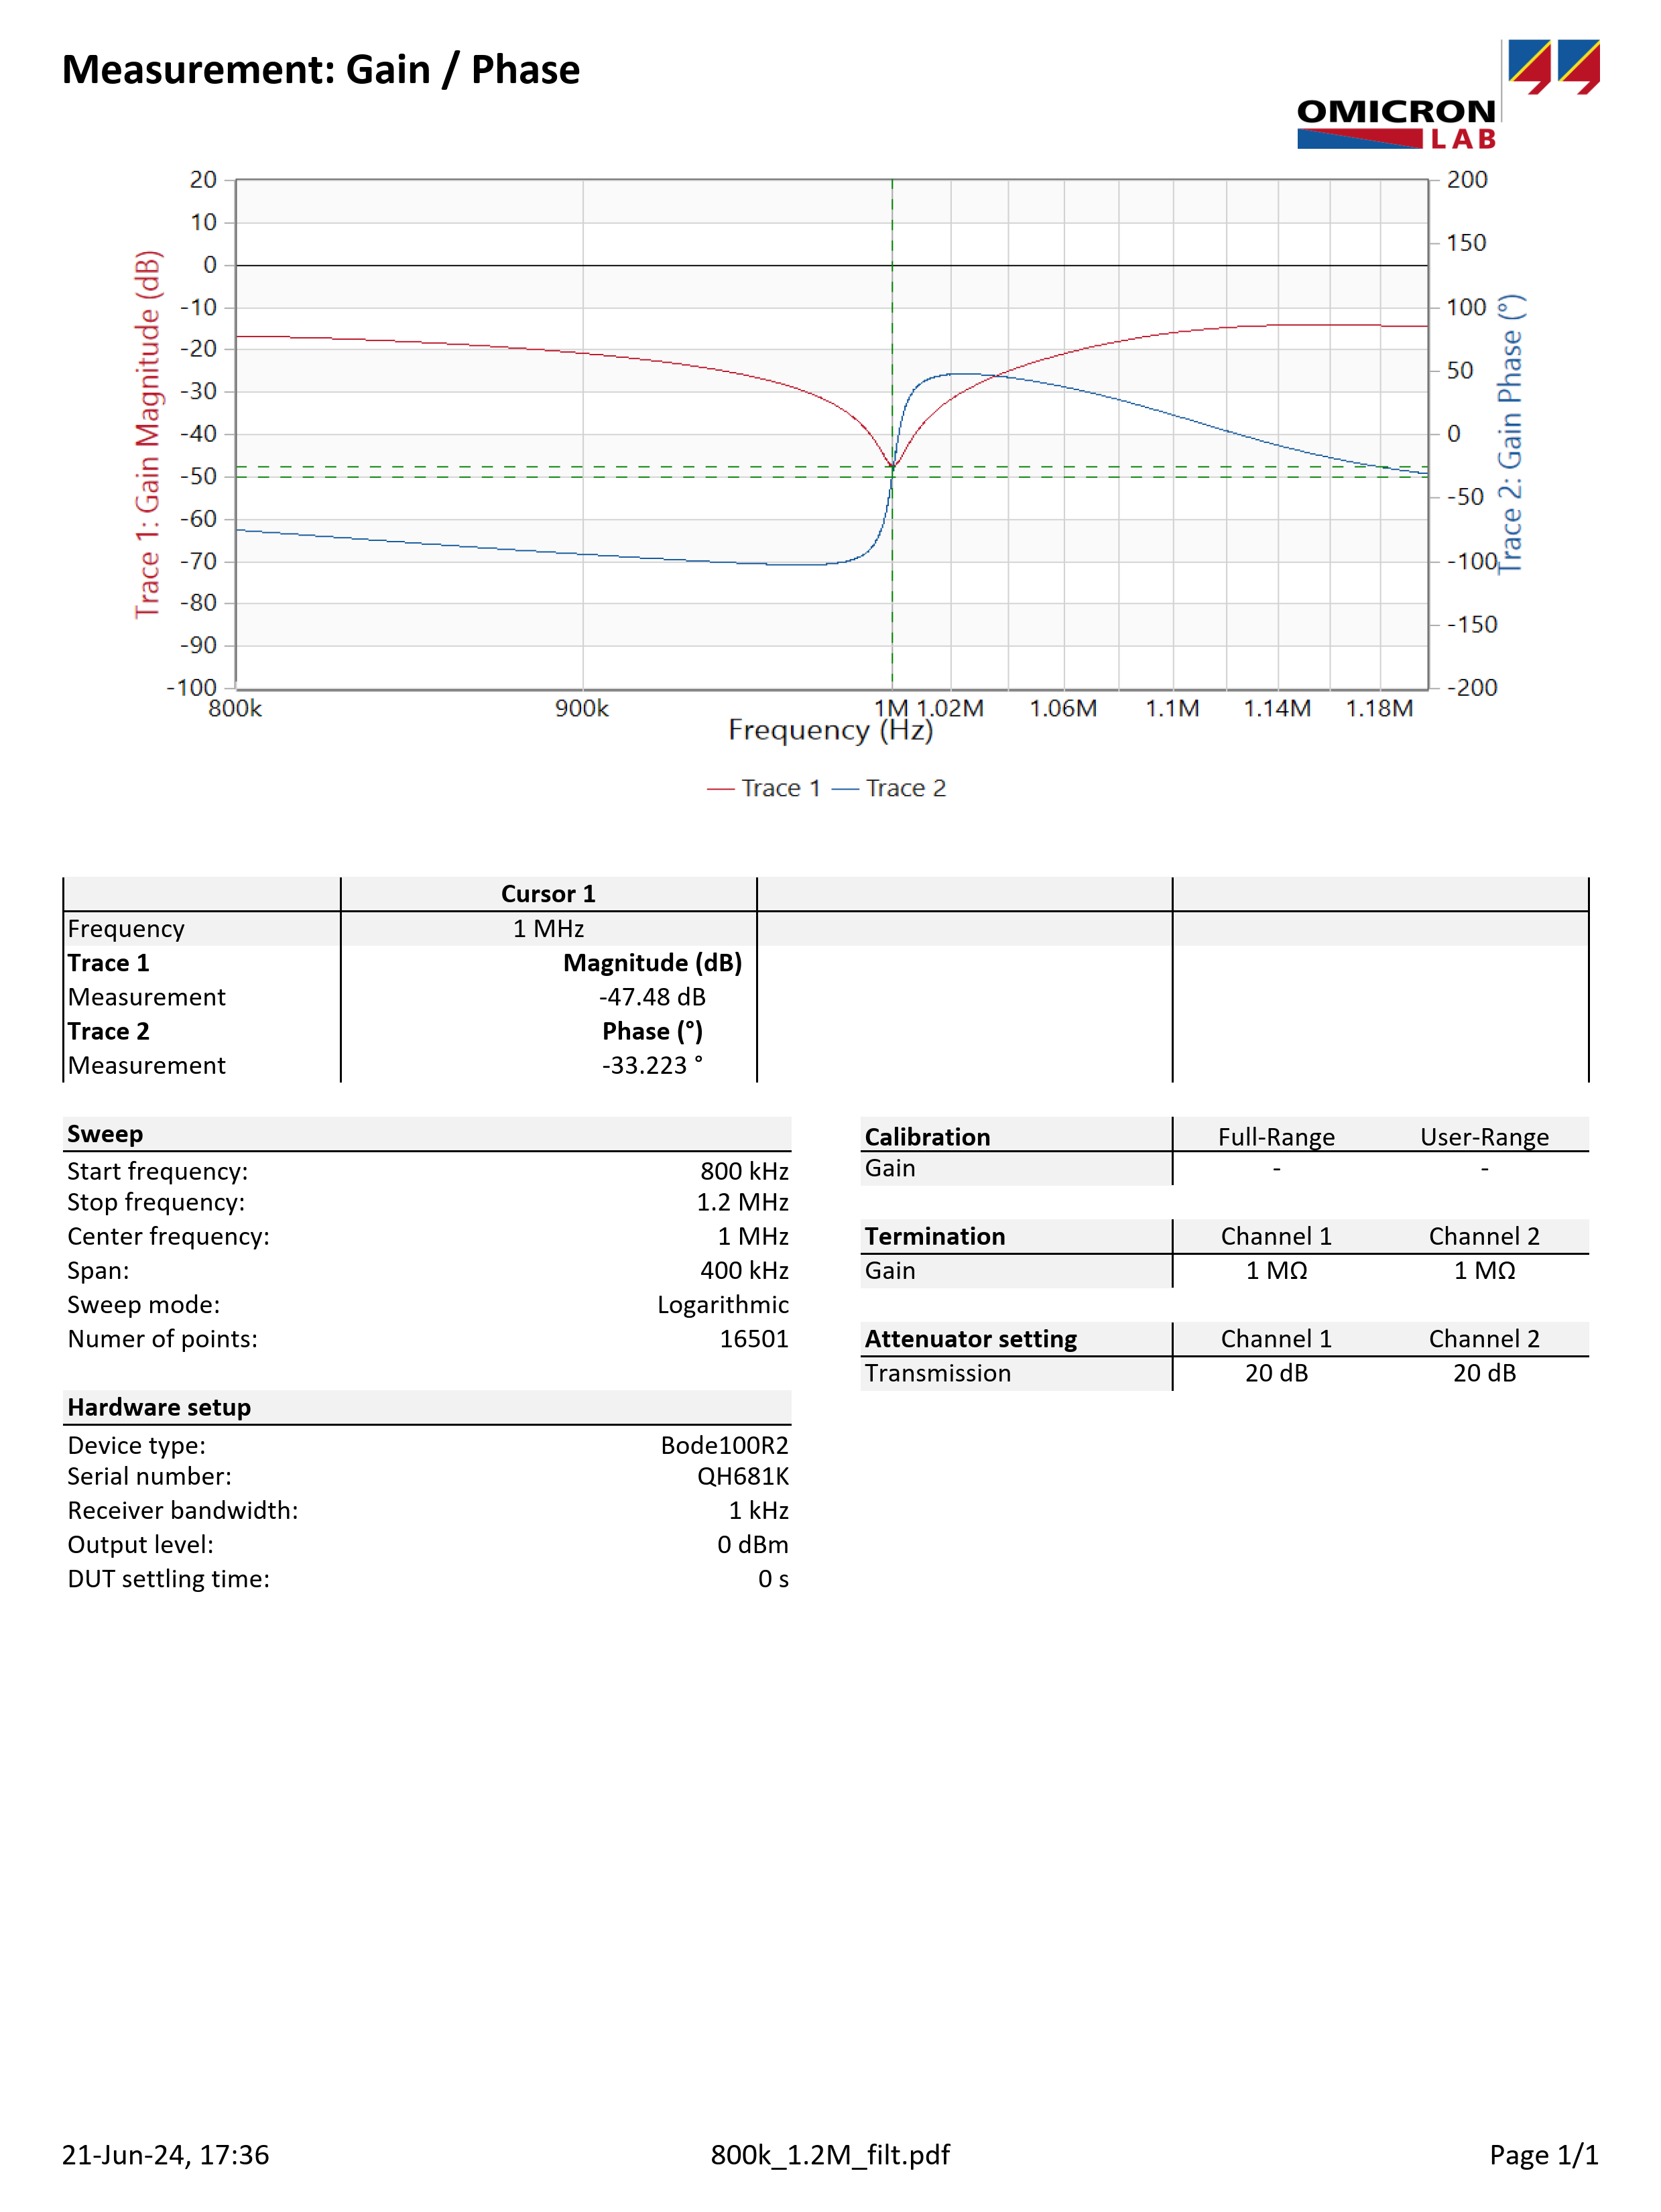 Measurement: Gain / Phase
OMICRON
LAB
20
10
0
-10
-20
-30
-40
-50
-60
-70
-80
-90
-100
Trace 1: Gain Magnitude (dB)
200
150
100
50
0
-50
-100
-150
-200
Trace 2: Gain Phase (°)
800k 900k 1M 1.02M 1.06M 1.1M 1.14M 1.18M
Frequency (Hz)
Trace 1 Trace 2
Cursor 1
Frequency 1 MHz
Trace 1 Magnitude (dB)
Measurement -47.48 dB
Trace 2 Phase (°)
Measurement -33.223 °
Sweep
Start frequency: 800 kHz
Stop frequency: 1.2 MHz
Center frequency: 1 MHz
Span: 400 kHz
Sweep mode: Logarithmic
Numer of points: 16501
Hardware setup
Device type: Bode100R2
Serial number: QH681K
Receiver bandwidth: 1 kHz
Output level: 0 dBm
DUT settling time: 0 s
Calibration Full-Range User-Range
Gain - -
Termination Channel 1 Channel 2
Gain 1 MΩ 1 MΩ
Attenuator setting Channel 1 Channel 2
Transmission 20 dB 20 dB
21-Jun-24, 17:36 800k_1.2M_filt.pdf Page 1/1